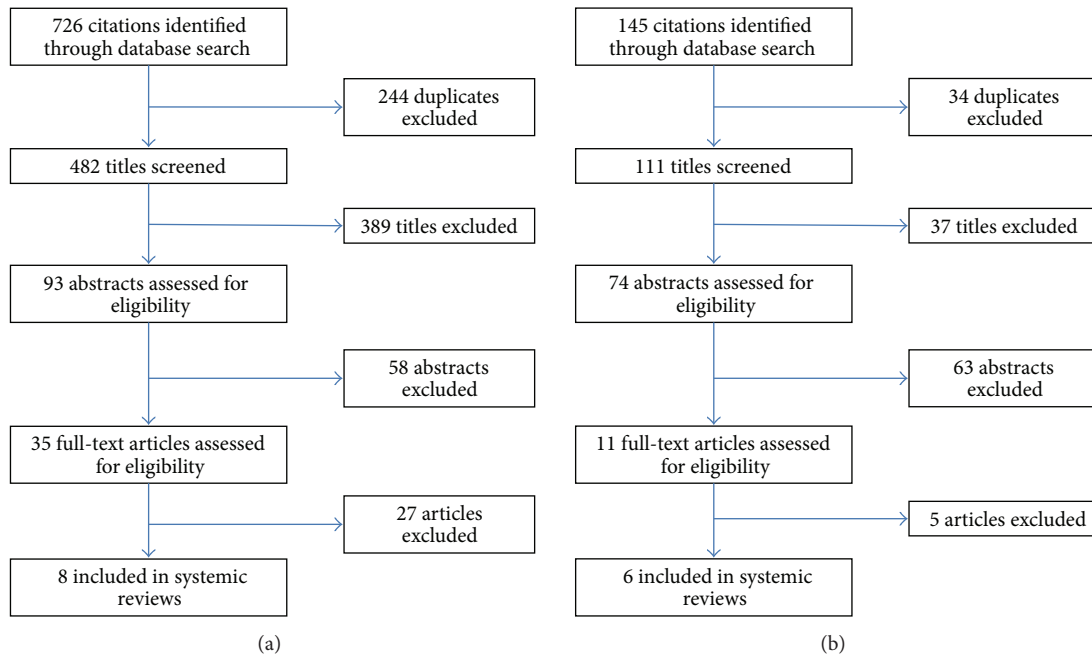 726 citations identified
through database search
244 duplicates
excluded
482 titles screened
389 titles excluded
93 abstracts assessed for
eligibility
58 abstracts
excluded
35 full-text articles assessed
for eligibility
27 articles
excluded
8 included in systemic
reviews
(a)
145 citations identified
through database search
34 duplicates
excluded
111 titles screened
37 titles excluded
74 abstracts assessed for
eligibility
63 abstracts
excluded
11 full-text articles assessed
for eligibility
5 articles excluded
6 included in systemic
reviews
(b)